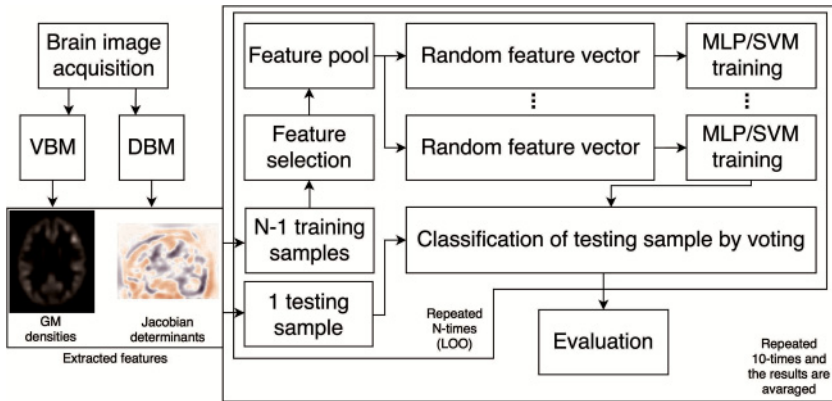 Brain image
acquisition
VBM
DBM
GM
densities
Jacobian
determinants
Extracted features
Feature pool
Feature
selection
N-1 training
samples
1 testing
sample
Random feature vector
MLP/SVM
training
Random feature vector
MLP/SVM
training
Classification of testing sample by voting
Repeated
N-times
(LOO)
Evaluation
Repeated
10-times and
the results are
avaraged